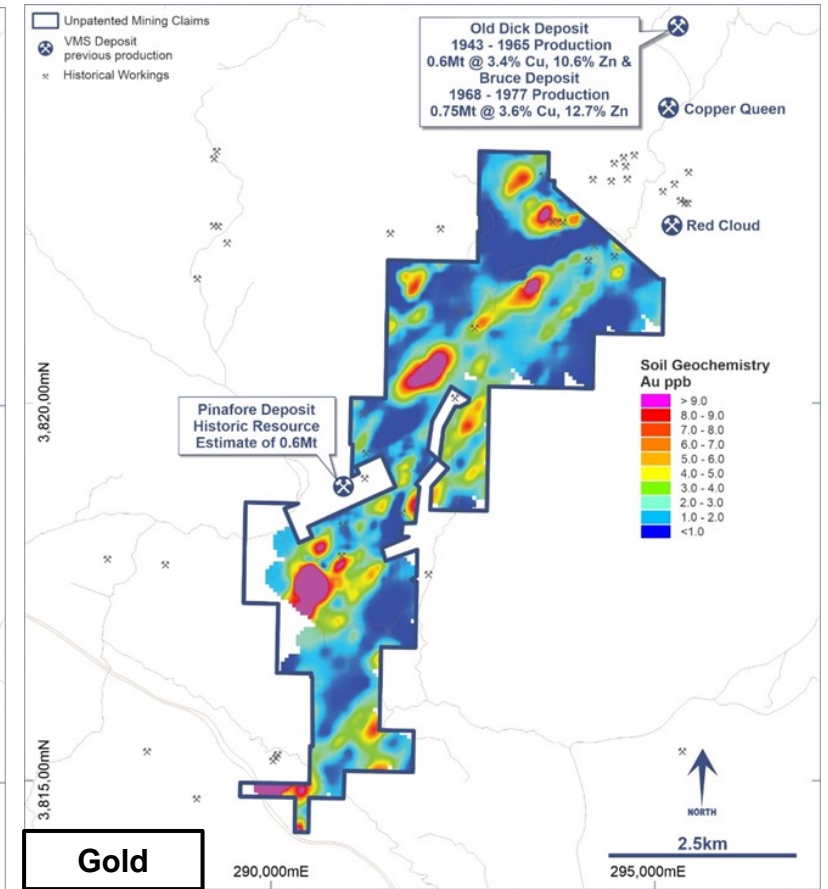 Unpatented Mining Claims
VMS Deposit
previous production
Historical Workings
Old Dick Deposit
1943 - 1965 Production
0.6Mt @ 3.4% Cu, 10.6% Zn &
Bruce Deposit
1968 - 1977 Production
0.75Mt @ 3.6% Cu, 12.7% Zn
Copper Queen
Red Cloud
3,820,00mN
Soil Geochemistry
Au ppb
> 9.0
8.0 - 9.0
7.0 - 8.0
6.0 - 7.0
5.0 - 6.0
4.0 - 5.0
3.0 - 4.0
2.0 - 3.0
1.0 - 2.0
<1.0
Pinafore Deposit
Historic Resource
Estimate of 0.6Mt
3,815,00mN
NORTH
2.5km
Gold
290,000mE
295,000mE